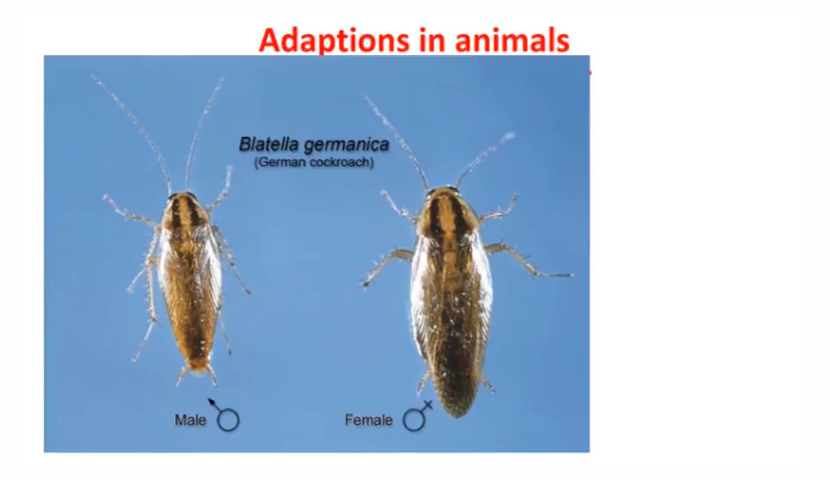 Adaptions in animals
Blatella germanica
(German cockroach)
Male
Female